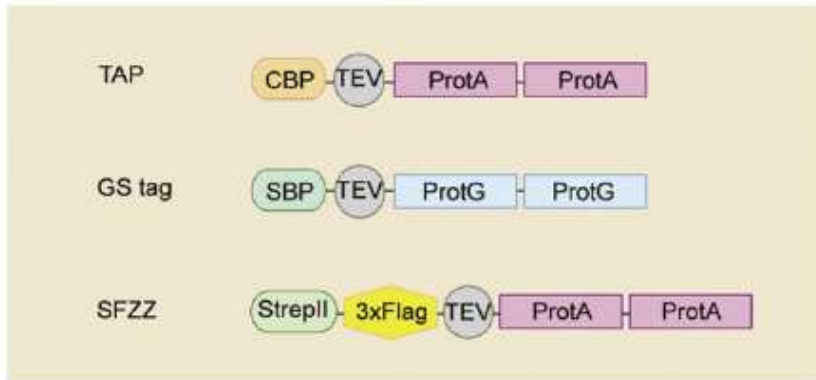 TAP CBP TEV ProtA ProtA
GS tag SBP TEV ProtG ProtG
SFZZ StrepII 3xFlag TEV ProtA ProtA